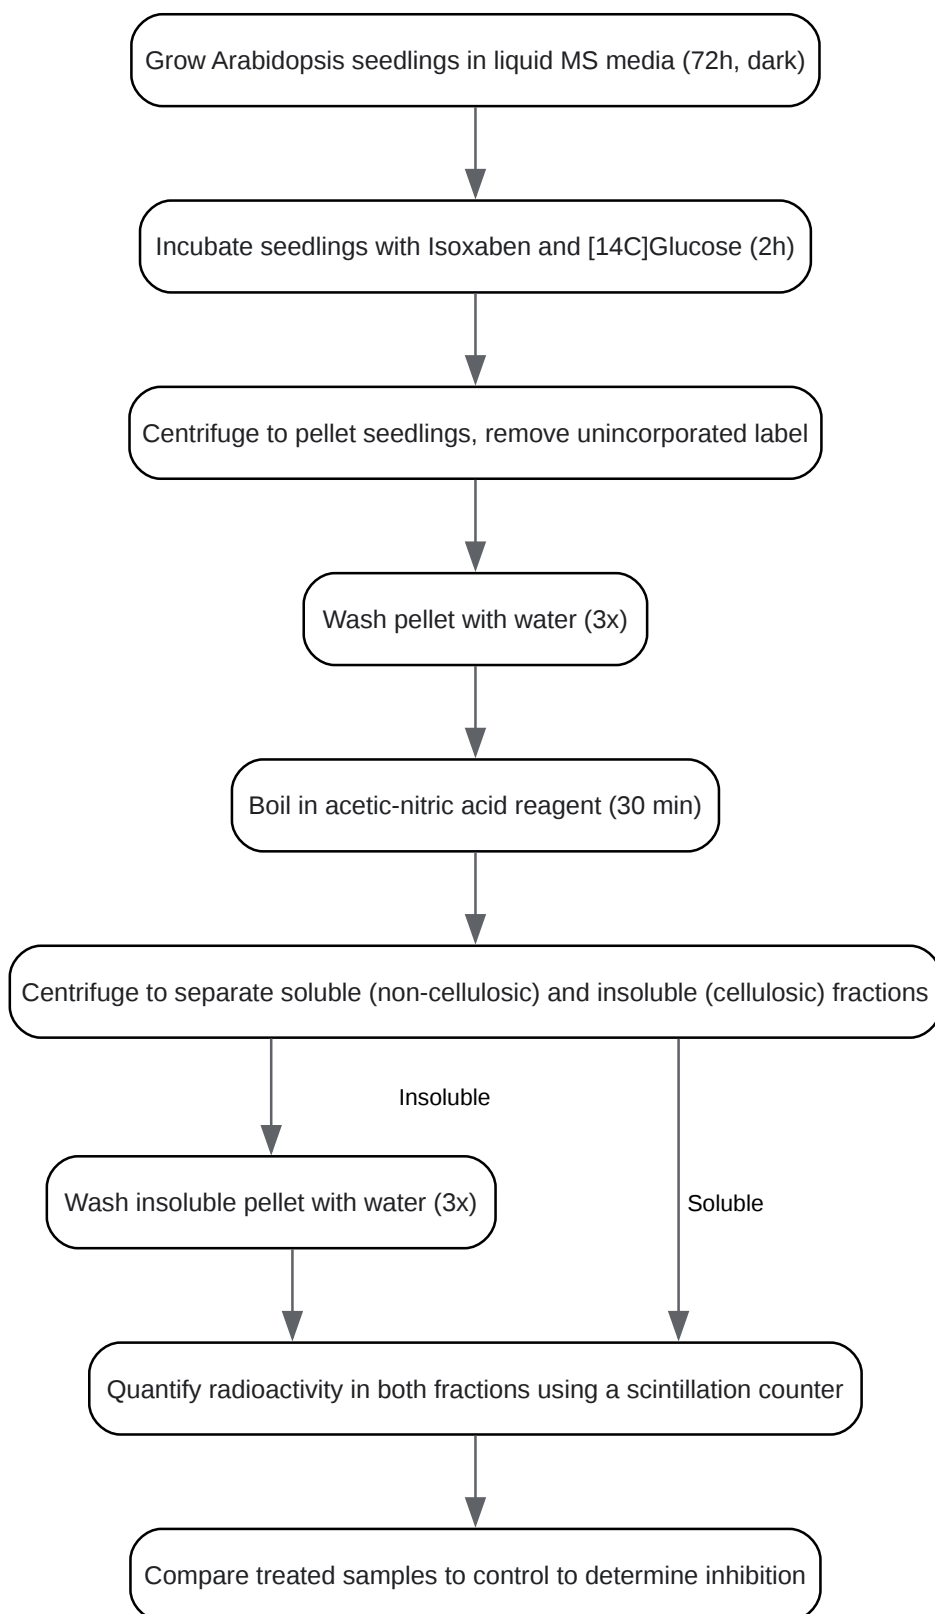 Grow Arabidopsis seedlings in liquid MS media (72h, dark)
Incubate seedlings with Isoxaben and [14C]Glucose (2h)
Centrifuge to pellet seedlings, remove unincorporated label
Wash pellet with water (3x)
Boil in acetic-nitric acid reagent (30 min)
Centrifuge to separate soluble (non-cellulosic) and insoluble (cellulosic) fractions
Insoluble
Wash insoluble pellet with water (3x)
Soluble
Quantify radioactivity in both fractions using a scintillation counter
Compare treated samples to control to determine inhibition